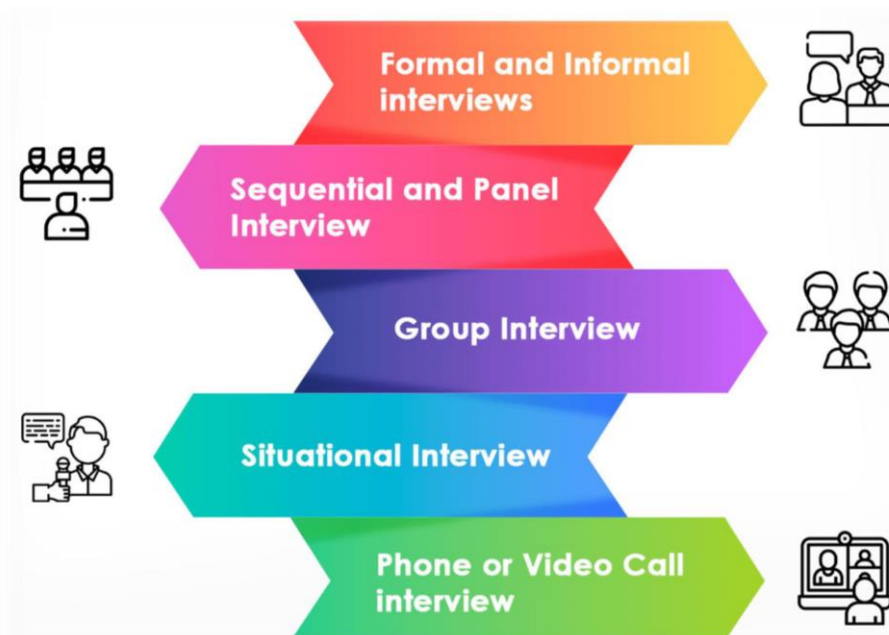 Formal and Informal
interviews
Sequential and Panel
Interview
Group Interview
Situational Interview
Phone or Video Call
interview